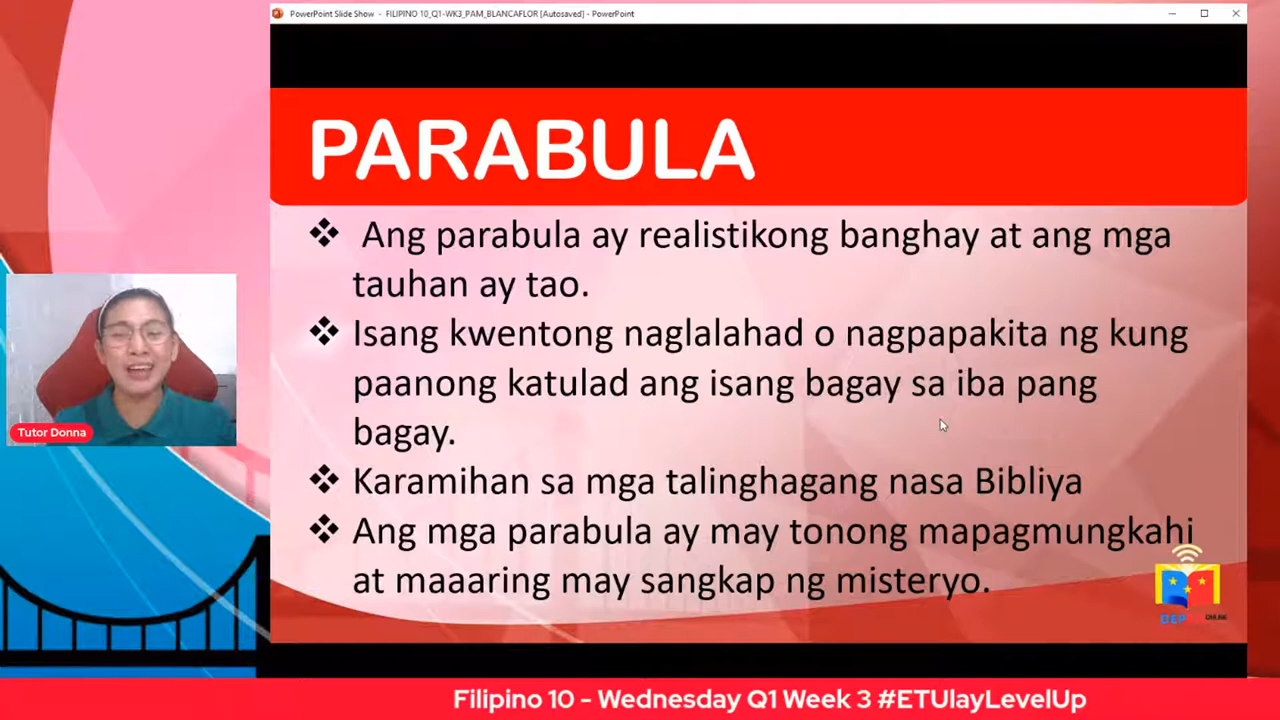 PowerPoint Slide Show - FILIPINO 10_Q1-WK3_PAM_BLANCAFLOR [Autosaved] - PowerPoint
PARABULA
❖ Ang parabula ay realistikong banghay at ang mga
tauhan ay tao.
❖ Isang kwentong naglalahad o nagpapakita ng kung
paanong katulad ang isang bagay sa iba pang
bagay.
❖ Karamihan sa mga talinghagang nasa Bibliya
❖ Ang mga parabula ay may tonong mapagmungkahi
at maaaring may sangkap ng misteryo.
Tutor Donna
Filipino 10 - Wednesday Q1 Week 3 #ETUlayLevelUp